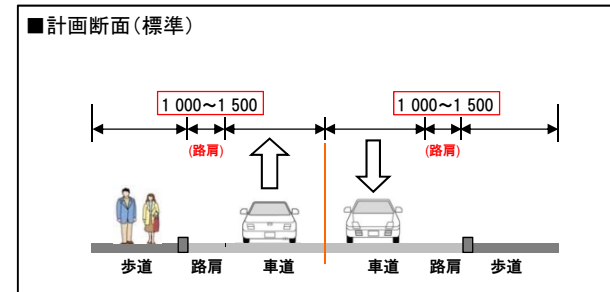 ■計画断面(標準)
1 000～1 500 1 000～1 500
(路肩) (路肩)
歩道 路肩 車道 車道 路肩 歩道